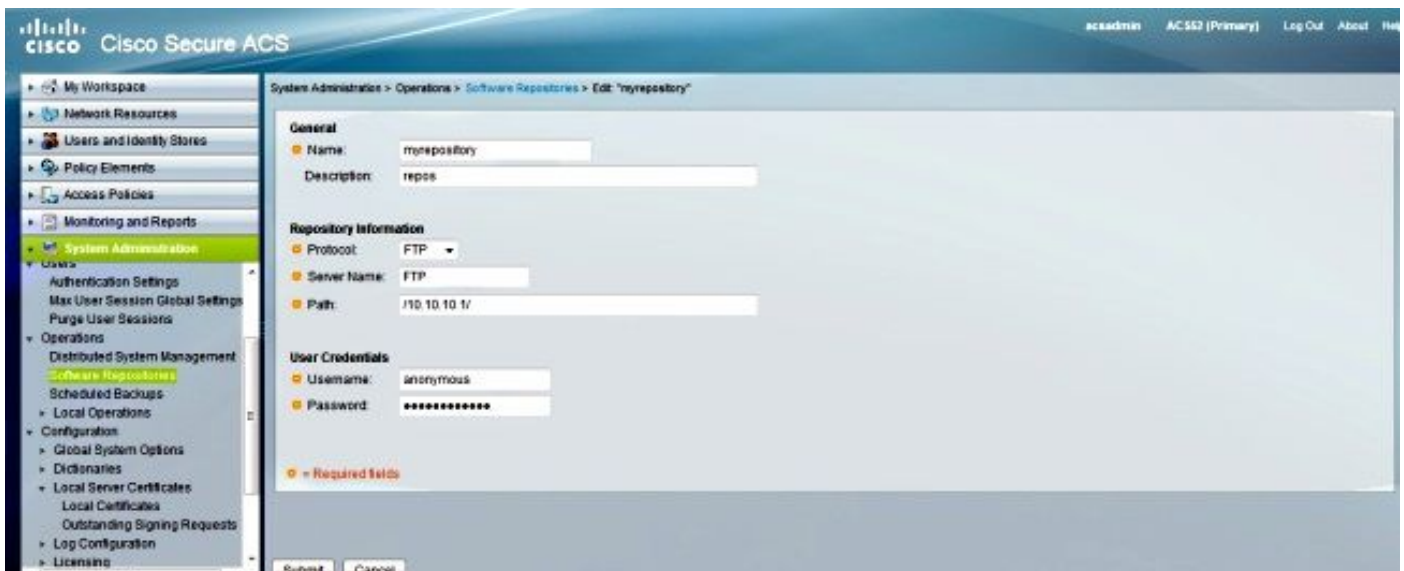 cisco Cisco Secure ACS
acsadmin ACS52 (Primary) Log Out About Help
My Workspace
Network Resources
Users and Identity Stores
Policy Elements
Access Policies
Monitoring and Reports
System Administration
Users
Authentication Settings
Max User Session Global Settings
Purge User Sessions
Operations
Distributed System Management
Software Repositories
Scheduled Backups
Local Operations
Configuration
Global System Options
Dictionaries
Local Server Certificates
Local Certificates
Outstanding Signing Requests
Log Configuration
Licensing
System Administration > Operations > Software Repositories > Edit: "myrepository"
General
Name: myrepository
Description: repos
Repository Information
Protocol: FTP
Server Name: FTP
Path: /10.10.10.1/
User Credentials
Username: anonymous
Password: ●●●●●●●●●●●●
= Required fields
Submit Cancel